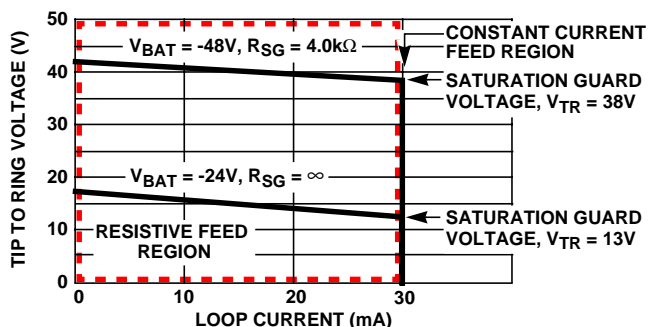 50
40
30
20
10
0
TIP TO RING VOLTAGE (V)
V_BAT = -48V, R_SG = 4.0kΩ
CONSTANT CURRENT
FEED REGION
SATURATION GUARD
VOLTAGE, V_TR = 38V
V_BAT = -24V, R_SG = ∞
RESISTIVE FEED
REGION
SATURATION GUARD
VOLTAGE, V_TR = 13V
0 10 20 30
LOOP CURRENT (mA)